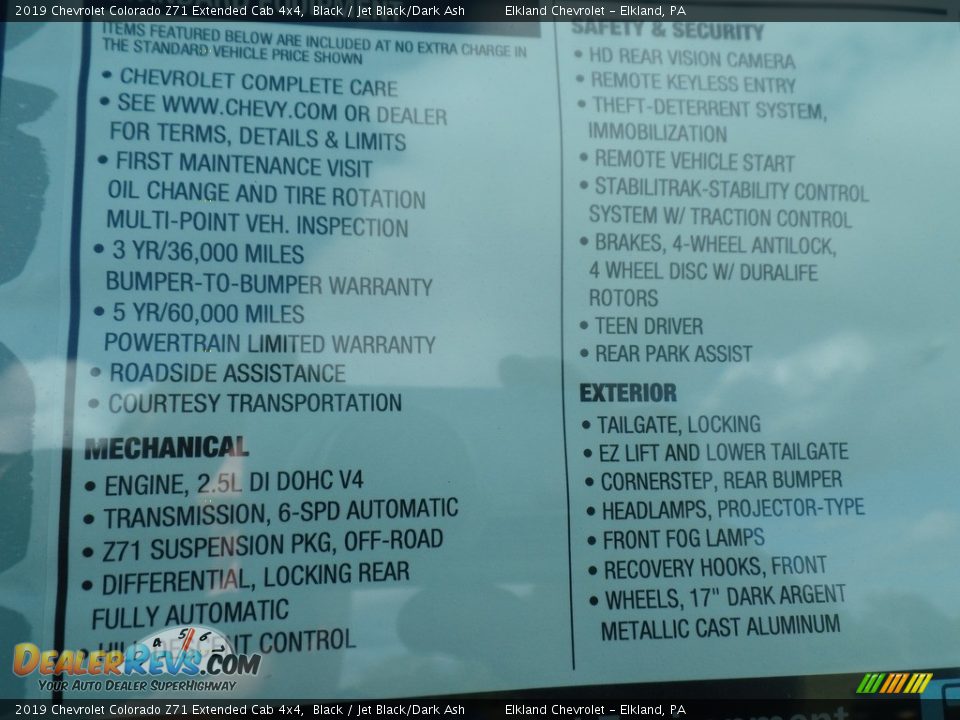 2019 Chevrolet Colorado Z71 Extended Cab 4x4, Black / Jet Black/Dark Ash Elkland Chevrolet - Elkland, PA
ITEMS FEATURED BELOW ARE INCLUDED AT NO EXTRA CHARGE IN
THE STANDARD VEHICLE PRICE SHOWN
• CHEVROLET COMPLETE CARE
• SEE WWW.CHEVY.COM OR DEALER
FOR TERMS, DETAILS & LIMITS
• FIRST MAINTENANCE VISIT
OIL CHANGE AND TIRE ROTATION
MULTI-POINT VEH. INSPECTION
• 3 YR/36,000 MILES
BUMPER-TO-BUMPER WARRANTY
• 5 YR/60,000 MILES
POWERTRAIN LIMITED WARRANTY
• ROADSIDE ASSISTANCE
• COURTESY TRANSPORTATION
MECHANICAL
• ENGINE, 2.5L DI DOHC V4
• TRANSMISSION, 6-SPD AUTOMATIC
• Z71 SUSPENSION PKG, OFF-ROAD
• DIFFERENTIAL, LOCKING REAR
FULLY AUTOMATIC
CONTROL
SAFETY & SECURITY
• HD REAR VISION CAMERA
• REMOTE KEYLESS ENTRY
• THEFT-DETERRENT SYSTEM,
IMMOBILIZATION
• REMOTE VEHICLE START
• STABILITRAK-STABILITY CONTROL
SYSTEM W/ TRACTION CONTROL
• BRAKES, 4-WHEEL ANTILOCK,
4 WHEEL DISC W/ DURALIFE
ROTORS
• TEEN DRIVER
• REAR PARK ASSIST
EXTERIOR
• TAILGATE, LOCKING
• EZ LIFT AND LOWER TAILGATE
• CORNERSTEP, REAR BUMPER
• HEADLAMPS, PROJECTOR-TYPE
• FRONT FOG LAMPS
• RECOVERY HOOKS, FRONT
• WHEELS, 17" DARK ARGENT
METALLIC CAST ALUMINUM
4 5 6
DEALERREVS.COM
YOUR AUTO DEALER SUPERHIGHWAY
2019 Chevrolet Colorado Z71 Extended Cab 4x4, Black / Jet Black/Dark Ash Elkland Chevrolet - Elkland, PA